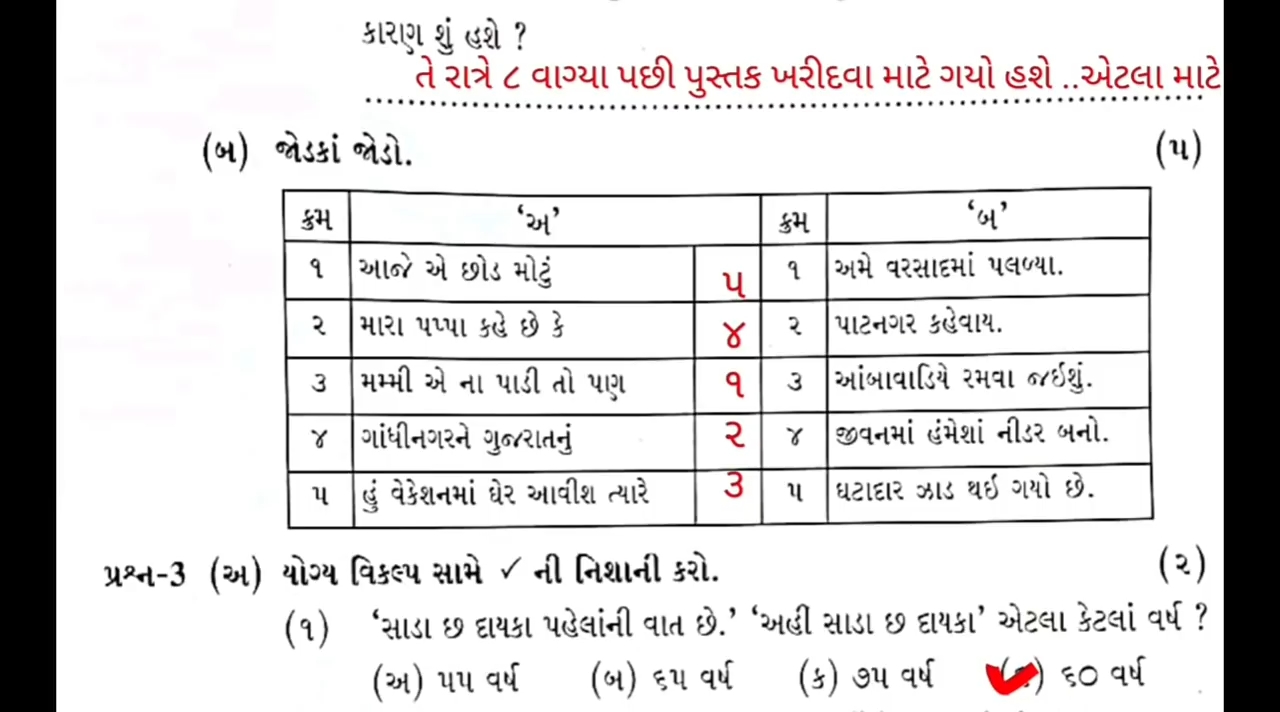 કારણ શું હશે ?
તે રાત્રે ૮ વાગ્યા પછી પુસ્તક ખરીદવા માટે ગયો હશે ..એટલા માટે
(બ) જોડકાં જોડો. (૫)
ક્રમ ‘અ’ ક્રમ ‘બ’
૧ આજે એ છોડ મોટું ૫ ૧ અમે વરસાદમાં પલળ્યા.
૨ મારા પપ્પા કહે છે કે ૪ ૨ પાટનગર કહેવાય.
૩ મમ્મી એ ના પાડી તો પણ ૧ ૩ આંબાવાડિયે રમવા જઈશું.
૪ ગાંધીનગરને ગુજરાતનું ૨ ૪ જીવનમાં હંમેશાં નીડર બનો.
૫ હું વેકેશનમાં ઘેર આવીશ ત્યારે ૩ ૫ ઘટાદાર ઝાડ થઈ ગયો છે.
પ્રશ્ન-3 (અ) યોગ્ય વિકલ્પ સામે ✓ ની નિશાની કરો. (૨)
(૧) ‘સાડા છ દાયકા પહેલાંની વાત છે.’ ‘અહી સાડા છ દાયકા’ એટલા કેટલાં વર્ષ ?
(અ) ૫૫ વર્ષ (બ) ૬૫ વર્ષ (ક) ૭૫ વર્ષ ✓) ૬૦ વર્ષ